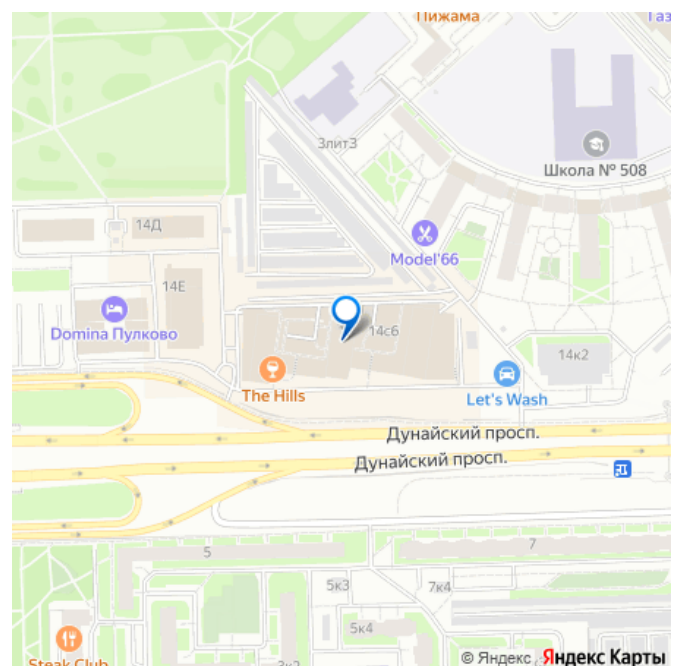 Пижама
Газ
3литЗ
Школа № 508
14Д
Model'66
14Е
Domina Пулково
14с6
14к2
The Hills
Let's Wash
Дунайский просп.
Дунайский просп.
5
7
5к3
7к4
5к4
Steak Club
3к2
© Яндекс Яндекс Карты